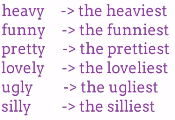 heavy -> the heaviest
funny -> the funniest
pretty -> the prettiest
lovely -> the loveliest
ugly -> the ugliest
silly -> the silliest